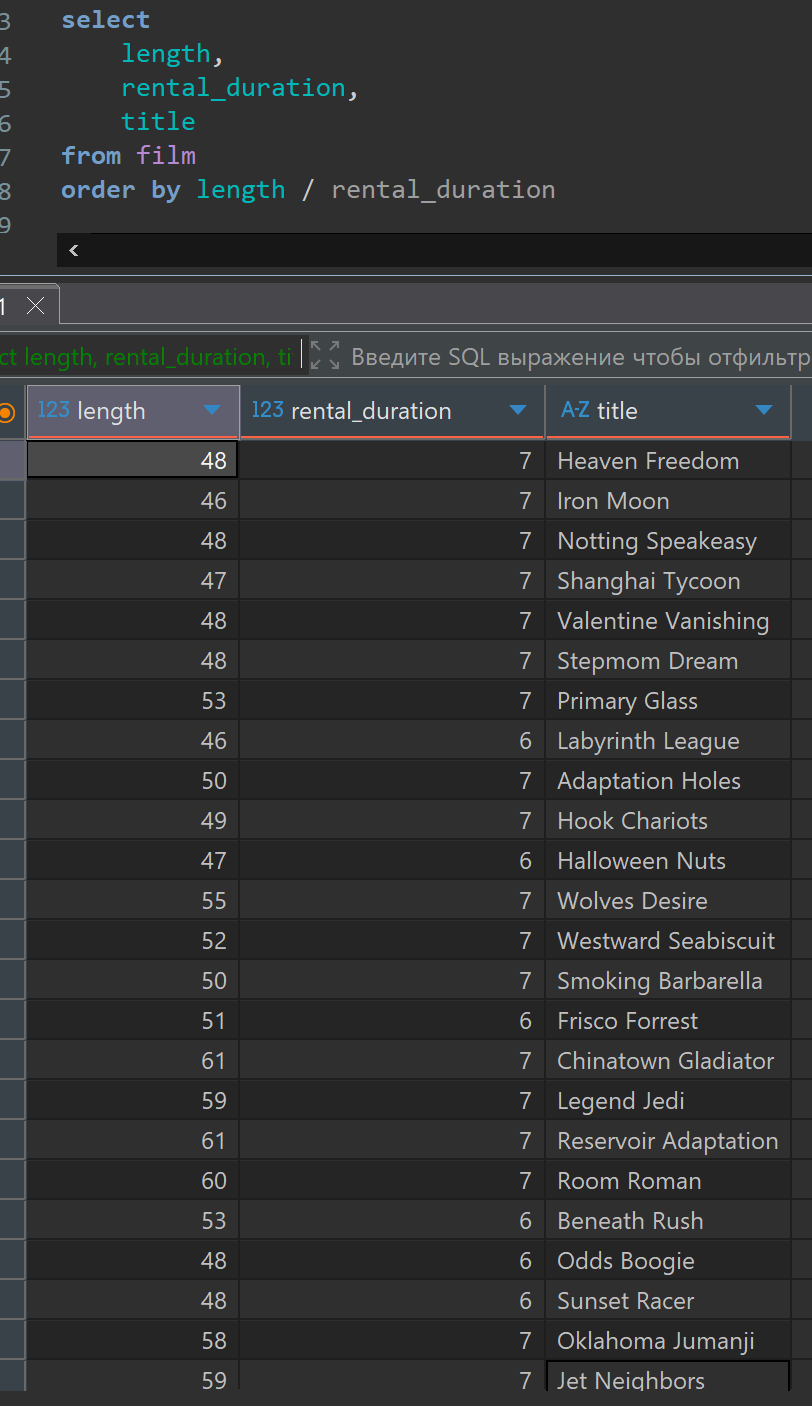 3 select
4 length,
5 rental_duration,
6 title
7 from film
8 order by length / rental_duration
9
<
1 ×
ct length, rental_duration, ti Введите SQL выражение чтобы отфильтр
123 length 123 rental_duration A-Z title
48 7 Heaven Freedom
46 7 Iron Moon
48 7 Notting Speakeasy
47 7 Shanghai Tycoon
48 7 Valentine Vanishing
48 7 Stepmom Dream
53 7 Primary Glass
46 6 Labyrinth League
50 7 Adaptation Holes
49 7 Hook Chariots
47 6 Halloween Nuts
55 7 Wolves Desire
52 7 Westward Seabiscuit
50 7 Smoking Barbarella
51 6 Frisco Forrest
61 7 Chinatown Gladiator
59 7 Legend Jedi
61 7 Reservoir Adaptation
60 7 Room Roman
53 6 Beneath Rush
48 6 Odds Boogie
48 6 Sunset Racer
58 7 Oklahoma Jumanji
59 7 Jet Neighbors